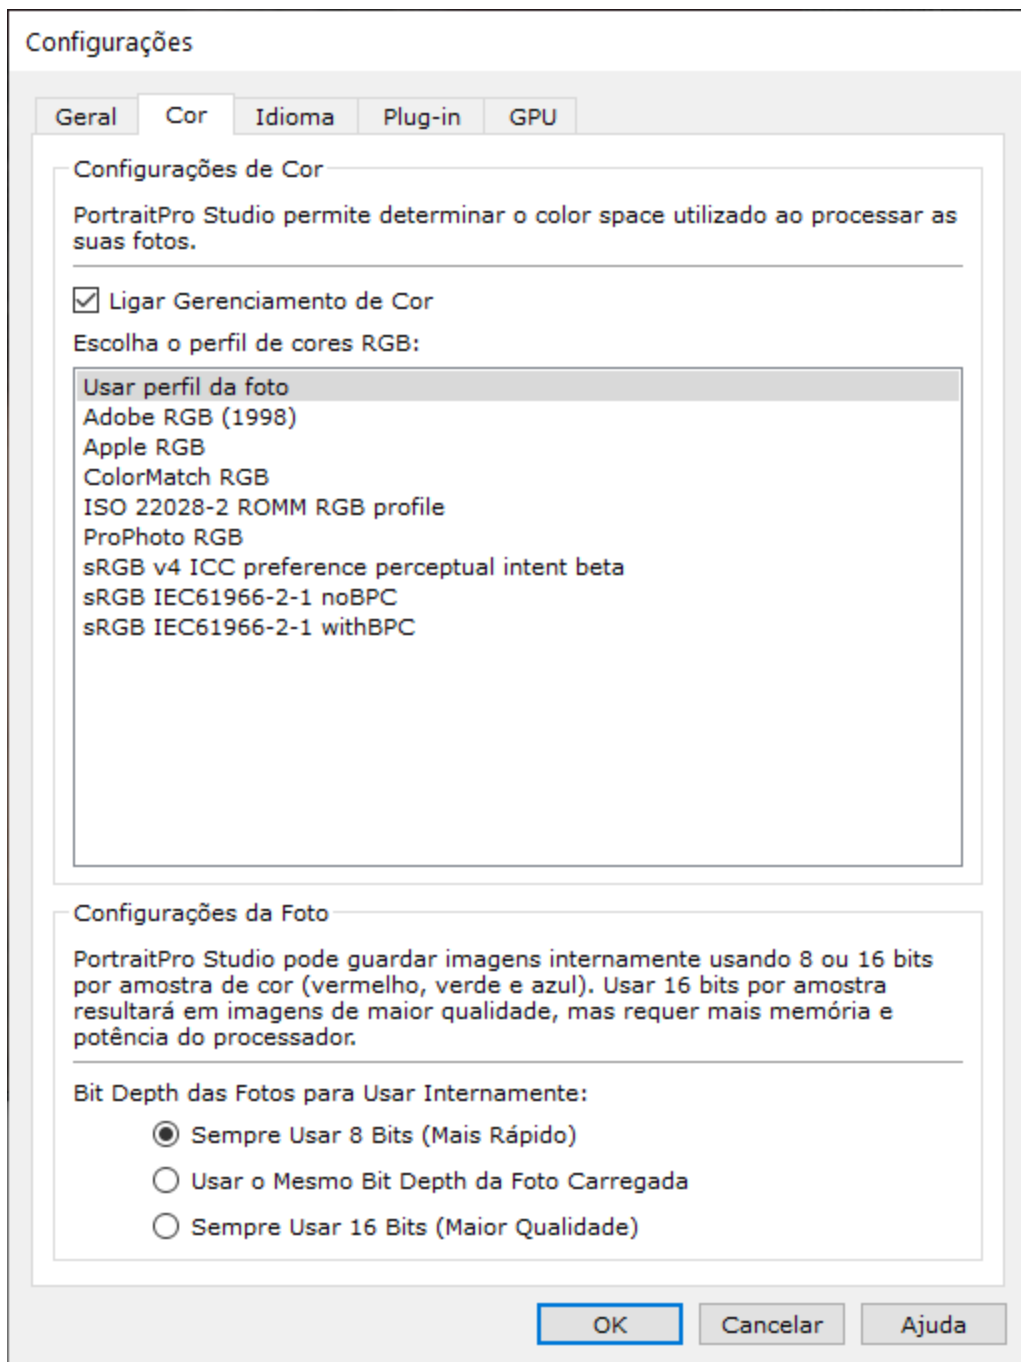 Configurações
Geral Cor Idioma Plug-in GPU
Configurações de Cor
PortraitPro Studio permite determinar o color space utilizado ao processar as
suas fotos.
Ligar Gerenciamento de Cor
Escolha o perfil de cores RGB:
Usar perfil da foto
Adobe RGB (1998)
Apple RGB
ColorMatch RGB
ISO 22028-2 ROMM RGB profile
ProPhoto RGB
sRGB v4 ICC preference perceptual intent beta
sRGB IEC61966-2-1 noBPC
sRGB IEC61966-2-1 withBPC
Configurações da Foto
PortraitPro Studio pode guardar imagens internamente usando 8 ou 16 bits
por amostra de cor (vermelho, verde e azul). Usar 16 bits por amostra
resultará em imagens de maior qualidade, mas requer mais memória e
potência do processador.
Bit Depth das Fotos para Usar Internamente:
Sempre Usar 8 Bits (Mais Rápido)
Usar o Mesmo Bit Depth da Foto Carregada
Sempre Usar 16 Bits (Maior Qualidade)
OK Cancelar Ajuda